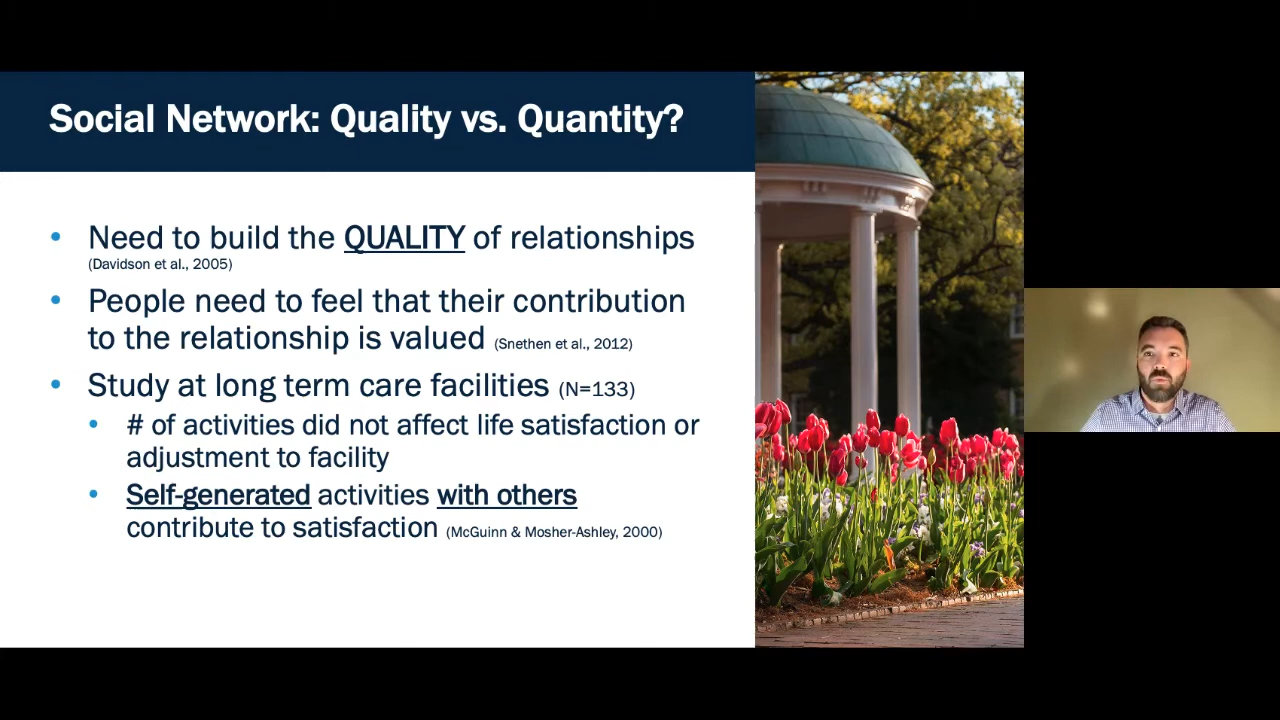 Social Network: Quality vs. Quantity?
• Need to build the QUALITY of relationships
(Davidson et al., 2005)
• People need to feel that their contribution
to the relationship is valued (Snethen et al., 2012)
• Study at long term care facilities (N=133)
• # of activities did not affect life satisfaction or
adjustment to facility
• Self-generated activities with others
contribute to satisfaction (McGuinn & Mosher-Ashley, 2000)